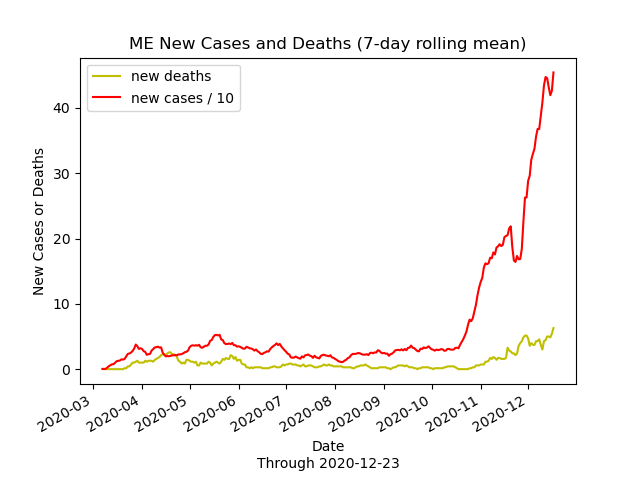 ME New Cases and Deaths (7-day rolling mean)
new deaths
new cases / 10
New Cases or Deaths
40
30
20
10
0
2020-03
2020-04
2020-05
2020-06
2020-07
2020-08
2020-09
2020-10
2020-11
2020-12
Date
Through 2020-12-23